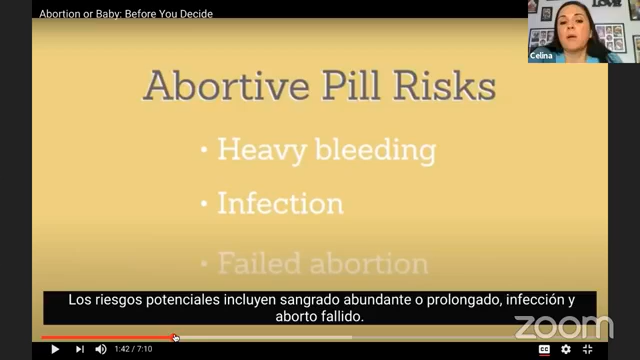 Abortion or Baby: Before You Decide
Celina
Abortive Pill Risks
• Heavy bleeding
• Infection
• Failed abortion
Los riesgos potenciales incluyen sangrado abundante o prolongado, infección y
aborto fallido.
1:42 / 7:10
CC
zoom